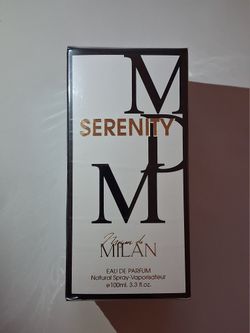 M
SERENITY
D
M
MILAN
EAU DE PARFUM
Natural Spray-Vaporisateur
e100ml. 3.3 fl.oz.